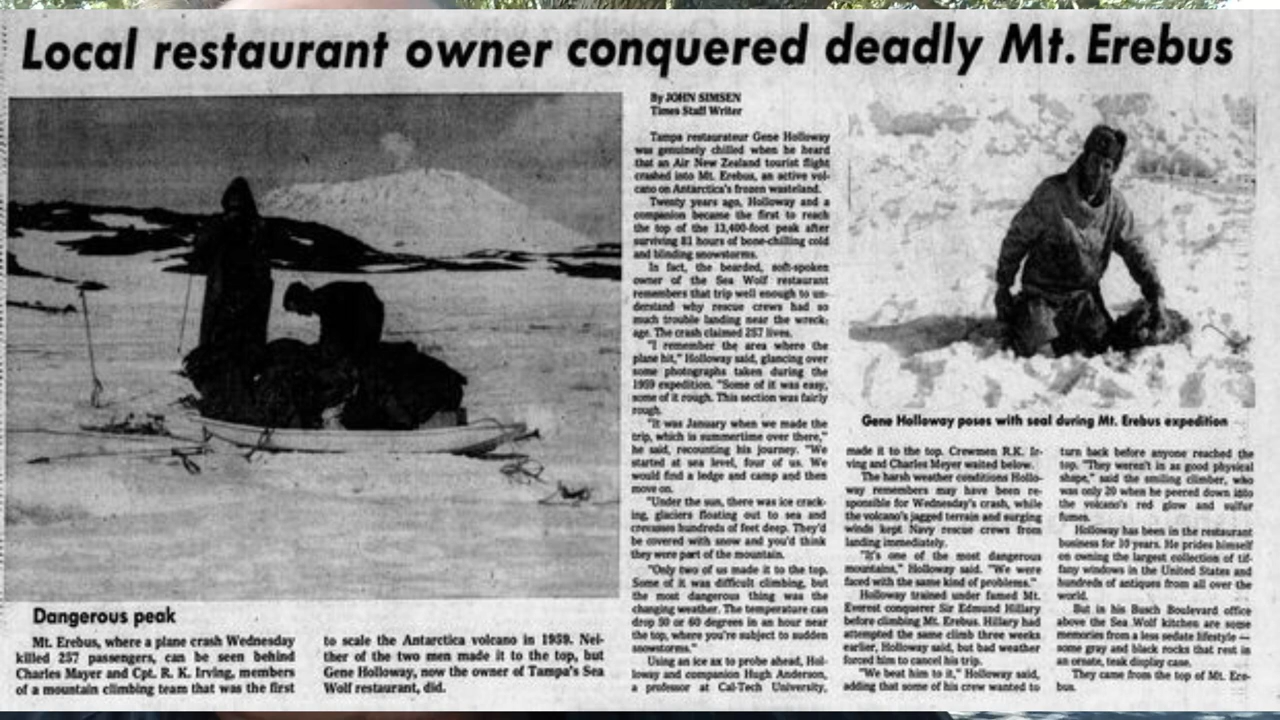 Local restaurant owner conquered deadly Mt. Erebus
Dangerous peak
Mt. Erebus, where a plane crash Wednesday
killed 257 passengers, can be seen behind
Charles Mayer and Cpt. R. K. Irving, members
of a mountain climbing team that was the first
to scale the Antarctica volcano in 1959. Nei-
ther of the two men made it to the top, but
Gene Holloway, now the owner of Tampa's Sea
Wolf restaurant, did.
By JOHN SIMSEN
Times Staff Writer
Tampa restaurateur Gene Holloway
was genuinely chilled when he heard
that an Air New Zealand tourist flight
crashed into Mt. Erebus, an active vol-
cano on Antarctica's frozen wasteland.
Twenty years ago, Holloway and a
companion became the first to reach
the top of the 13,400-foot peak after
surviving 81 hours of bone-chilling cold
and blinding snowstorms.
In fact, the bearded, soft-spoken
owner of the Sea Wolf restaurant
remembers that trip well enough to un-
derstand why rescue crews had so
much trouble landing near the wreck-
age. The crash claimed 257 lives.
"I remember the area where the
plane hit," Holloway said, glancing over
some photographs taken during the
1959 expedition. "Some of it was easy,
some of it rough. This section was fairly
rough.
"It was January when we made the
trip, which is summertime over there,"
he said, recounting his journey. "We
started at sea level, four of us. We
would find a ledge and camp and then
move on.
"Under the sun, there was ice crack-
ing, glaciers floating out to sea and
crevasses hundreds of feet deep. They'd
be covered with snow and you'd think
they were part of the mountain.
"Only two of us made it to the top.
Some of it was difficult climbing, but
the most dangerous thing was the
changing weather. The temperature can
drop 50 or 60 degrees in an hour near
the top, where you're subject to sudden
snowstorms."
Using an ice ax to probe ahead, Hol-
loway and companion Hugh Anderson,
a professor at Cal-Tech University,
Gene Holloway poses with seal during Mt. Erebus expedition
made it to the top. Crewmen R.K. Ir-
ving and Charles Meyer waited below.
The harsh weather conditions Hollo-
way remembers may have been re-
sponsible for Wednesday's crash, while
the volcano's jagged terrain and surging
winds kept Navy rescue crews from
landing immediately.
"It's one of the most dangerous
mountains," Holloway said. "We were
faced with the same kind of problems."
Holloway trained under famed Mt.
Everest conquerer Sir Edmund Hillary
before climbing Mt. Erebus. Hillary had
attempted the same climb three weeks
earlier, Holloway said, but bad weather
forced him to cancel his trip.
"We beat him to it," Holloway said,
adding that some of his crew wanted to
turn back before anyone reached the
top. "They weren't in as good physical
shape," said the smiling climber, who
was only 20 when he peered down into
the volcano's red glow and sulfur
fumes.
Holloway has been in the restaurant
business for 10 years. He prides himself
on owning the largest collection of tif-
fany windows in the United States and
hundreds of antiques from all over the
world.
But in his Busch Boulevard office
above the Sea Wolf kitchen are some
memories from a less sedate lifestyle —
some gray and black rocks that rest in
an ornate, teak display case.
They came from the top of Mt. Ere-
bus.